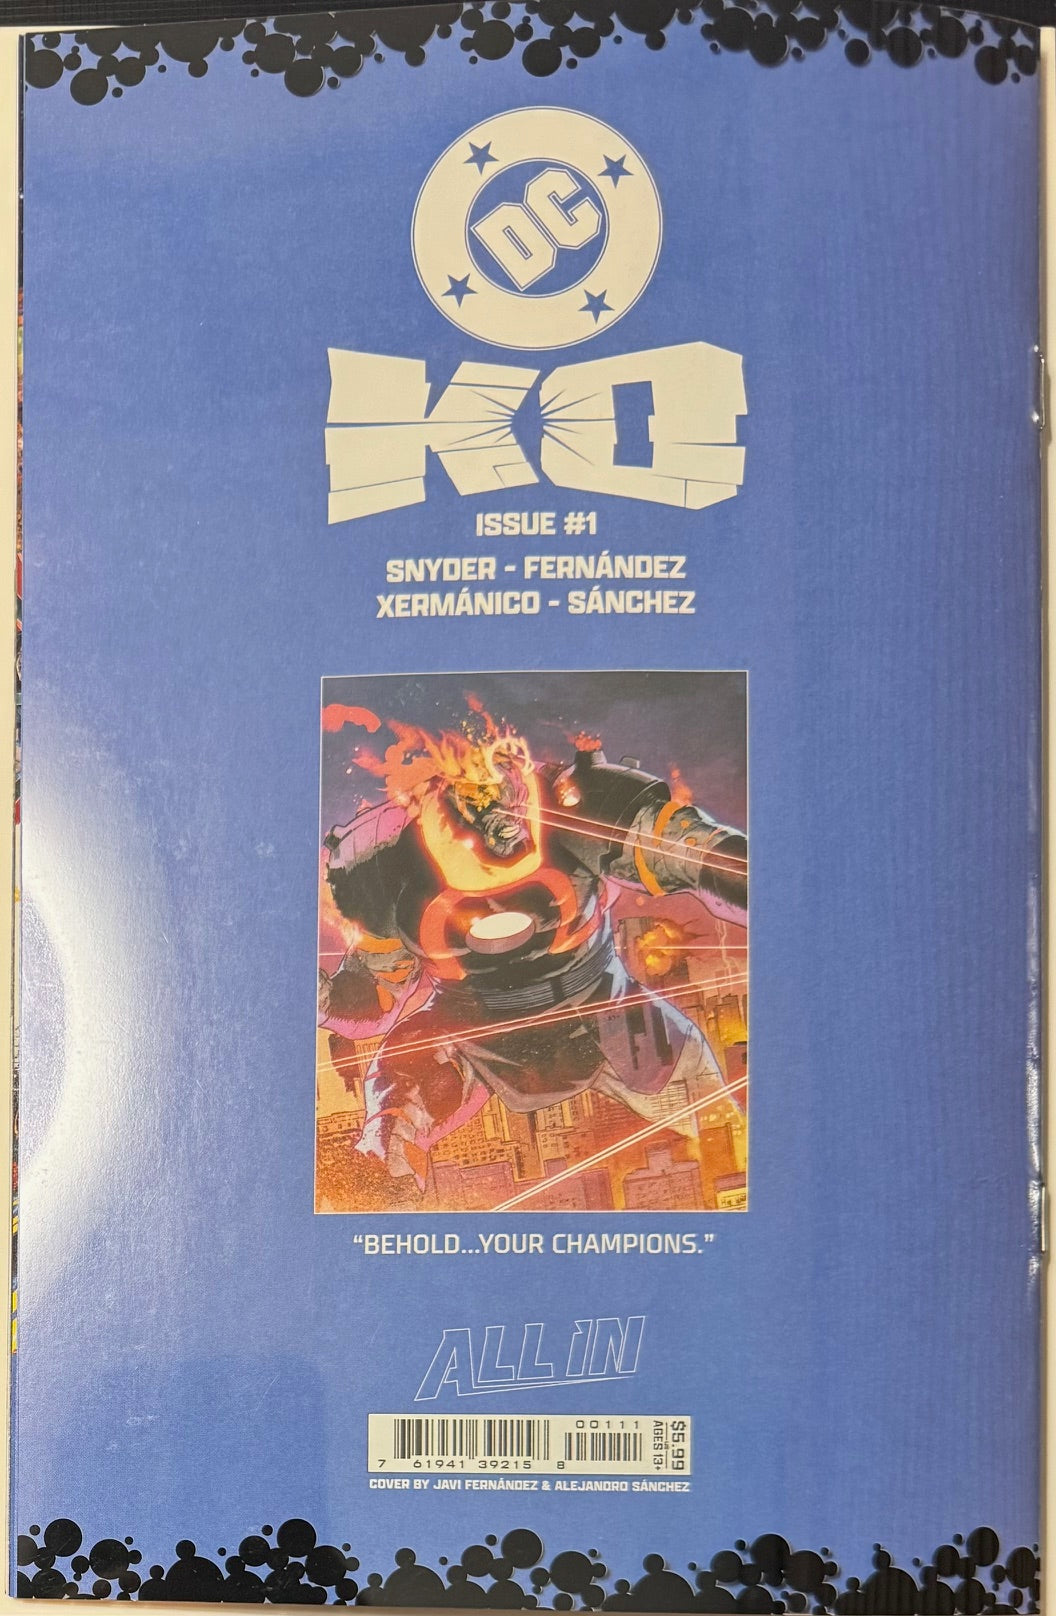 DC
KO
ISSUE #1
SNYDER - FERNÁNDEZ
XERMÁNICO - SÁNCHEZ
“BEHOLD...YOUR CHAMPIONS.”
ALL IN
00111
7 61941 39215 8
$5.99
US
AGES 13+
COVER BY JAVI FERNÁNDEZ & ALEJANDRO SÁNCHEZ